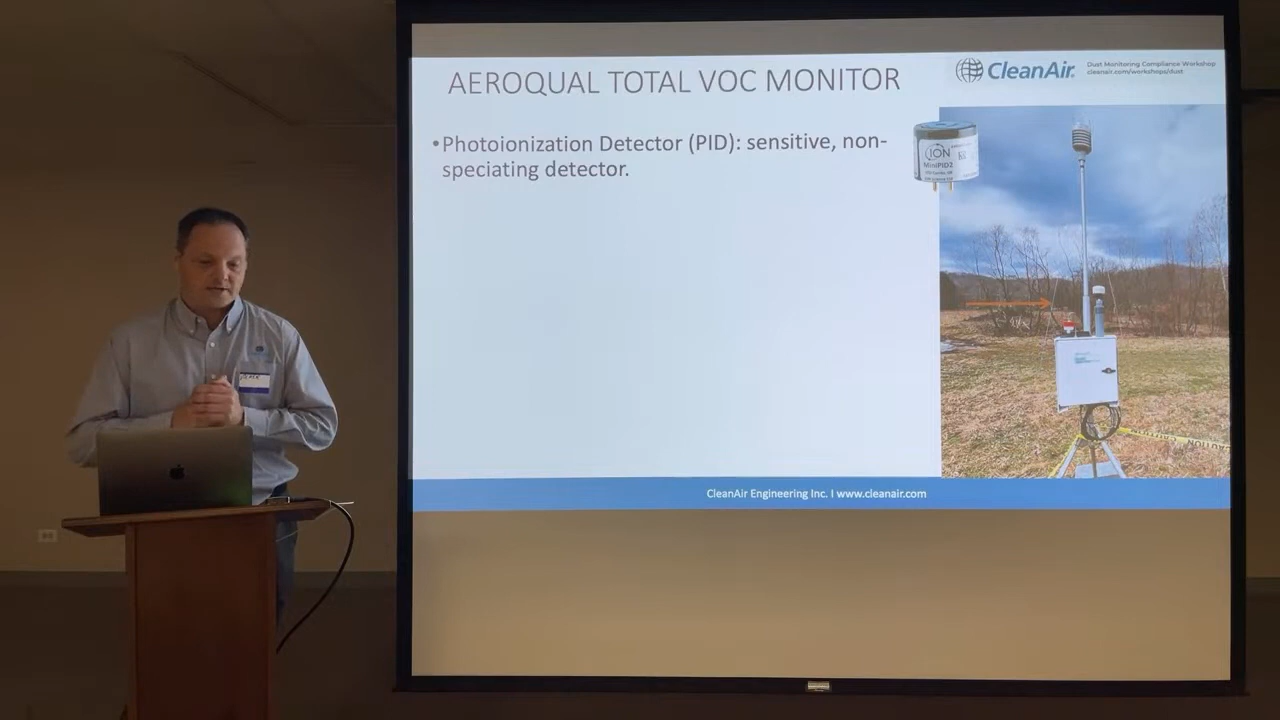 AEROQUAL TOTAL VOC MONITOR
CleanAir.
Dust Monitoring Compliance Workshop
cleanair.com/workshops/dust
•Photoionization Detector (PID): sensitive, non-
speciating detector.
ION
MiniPID2
CAUTION
CleanAir Engineering Inc. I www.cleanair.com